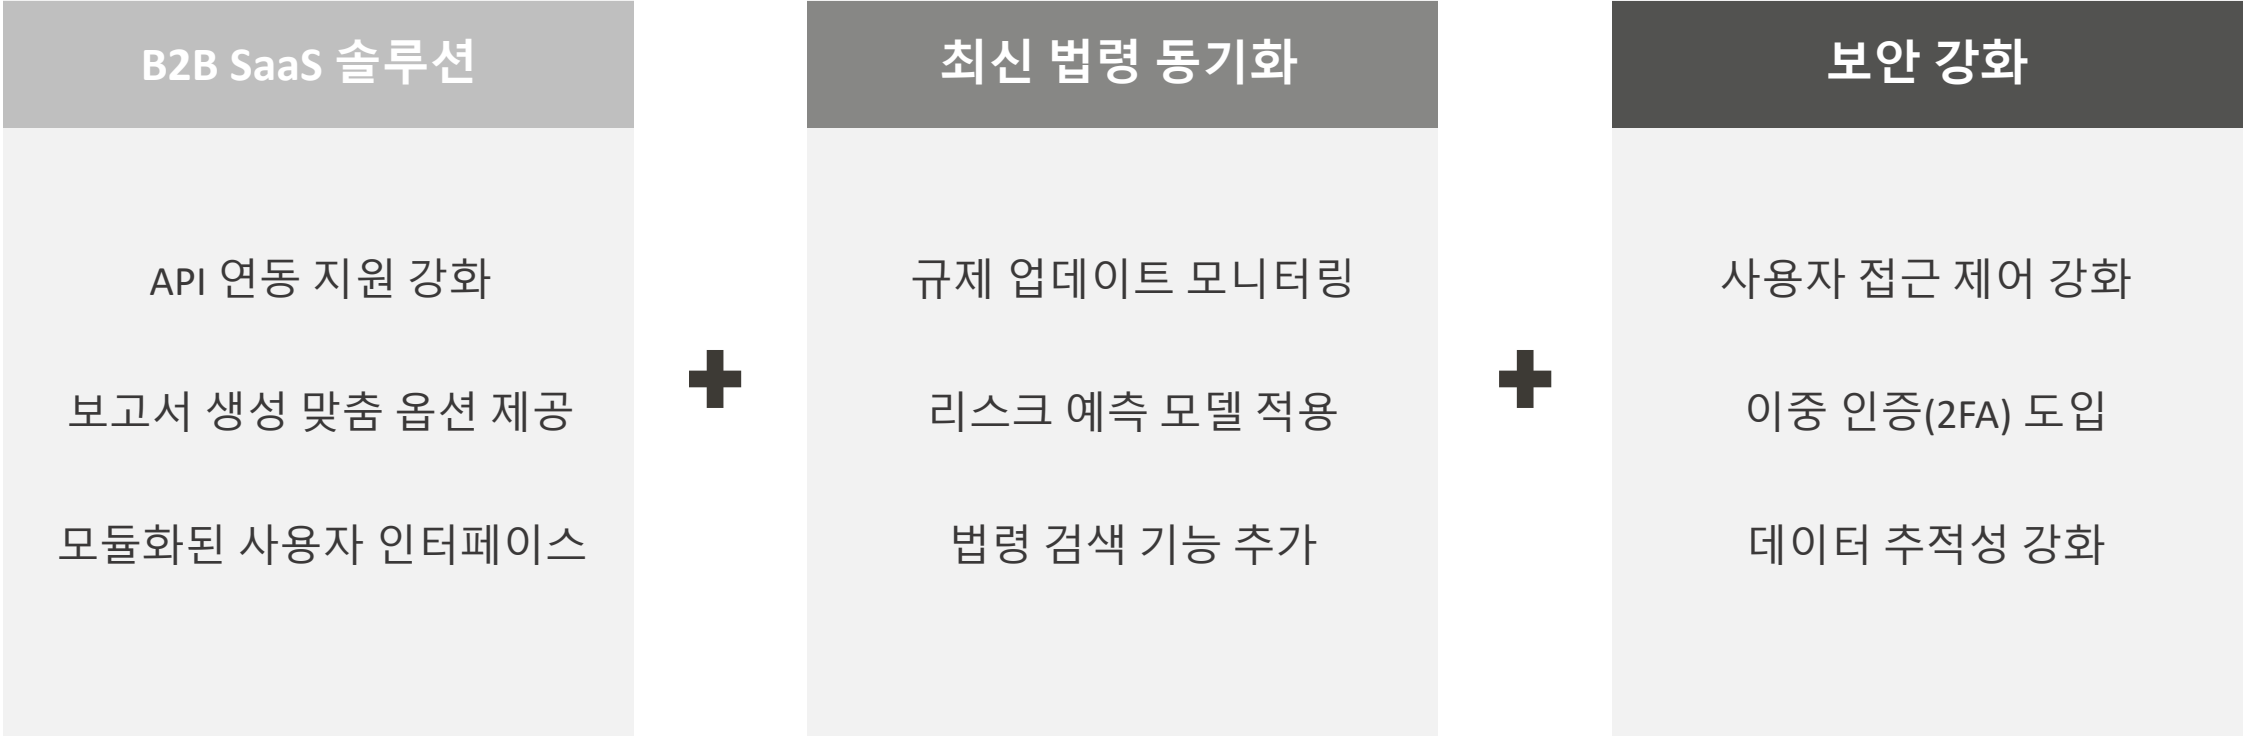 B2B SaaS 솔루션
API 연동 지원 강화
보고서 생성 맞춤 옵션 제공
모듈화된 사용자 인터페이스
최신 법령 동기화
규제 업데이트 모니터링
리스크 예측 모델 적용
법령 검색 기능 추가
보안 강화
사용자 접근 제어 강화
이중 인증(2FA) 도입
데이터 추적성 강화